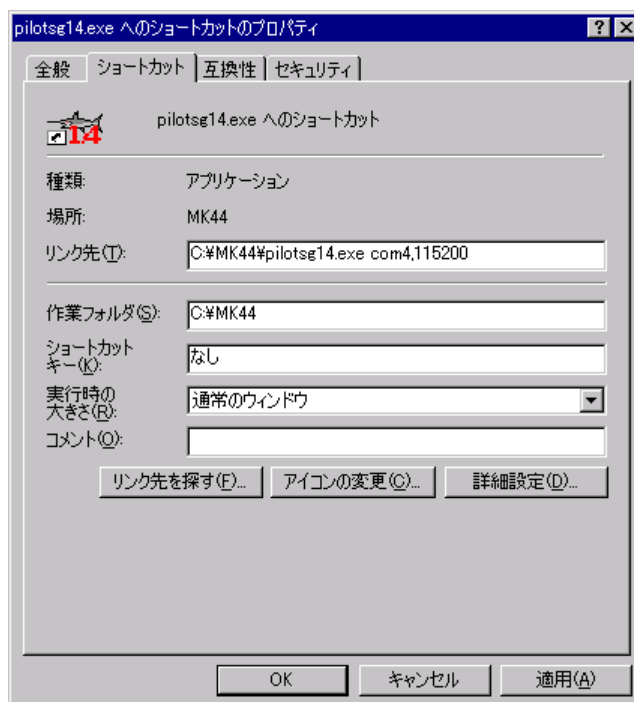 pilotsg14.exe へのショートカットのプロパティ
全般 ショートカット 互換性 セキュリティ
1.4 pilotsg14.exe へのショートカット
種類: アプリケーション
場所: MK44
リンク先(T): C:¥MK44¥pilotsg14.exe com4,115200
作業フォルダ(S): C:¥MK44
ショートカット
キー(K): なし
実行時の
大きさ(R): 通常のウィンドウ
コメント(O):
リンク先を探す(F)... アイコンの変更(C)... 詳細設定(D)...
OK キャンセル 適用(A)